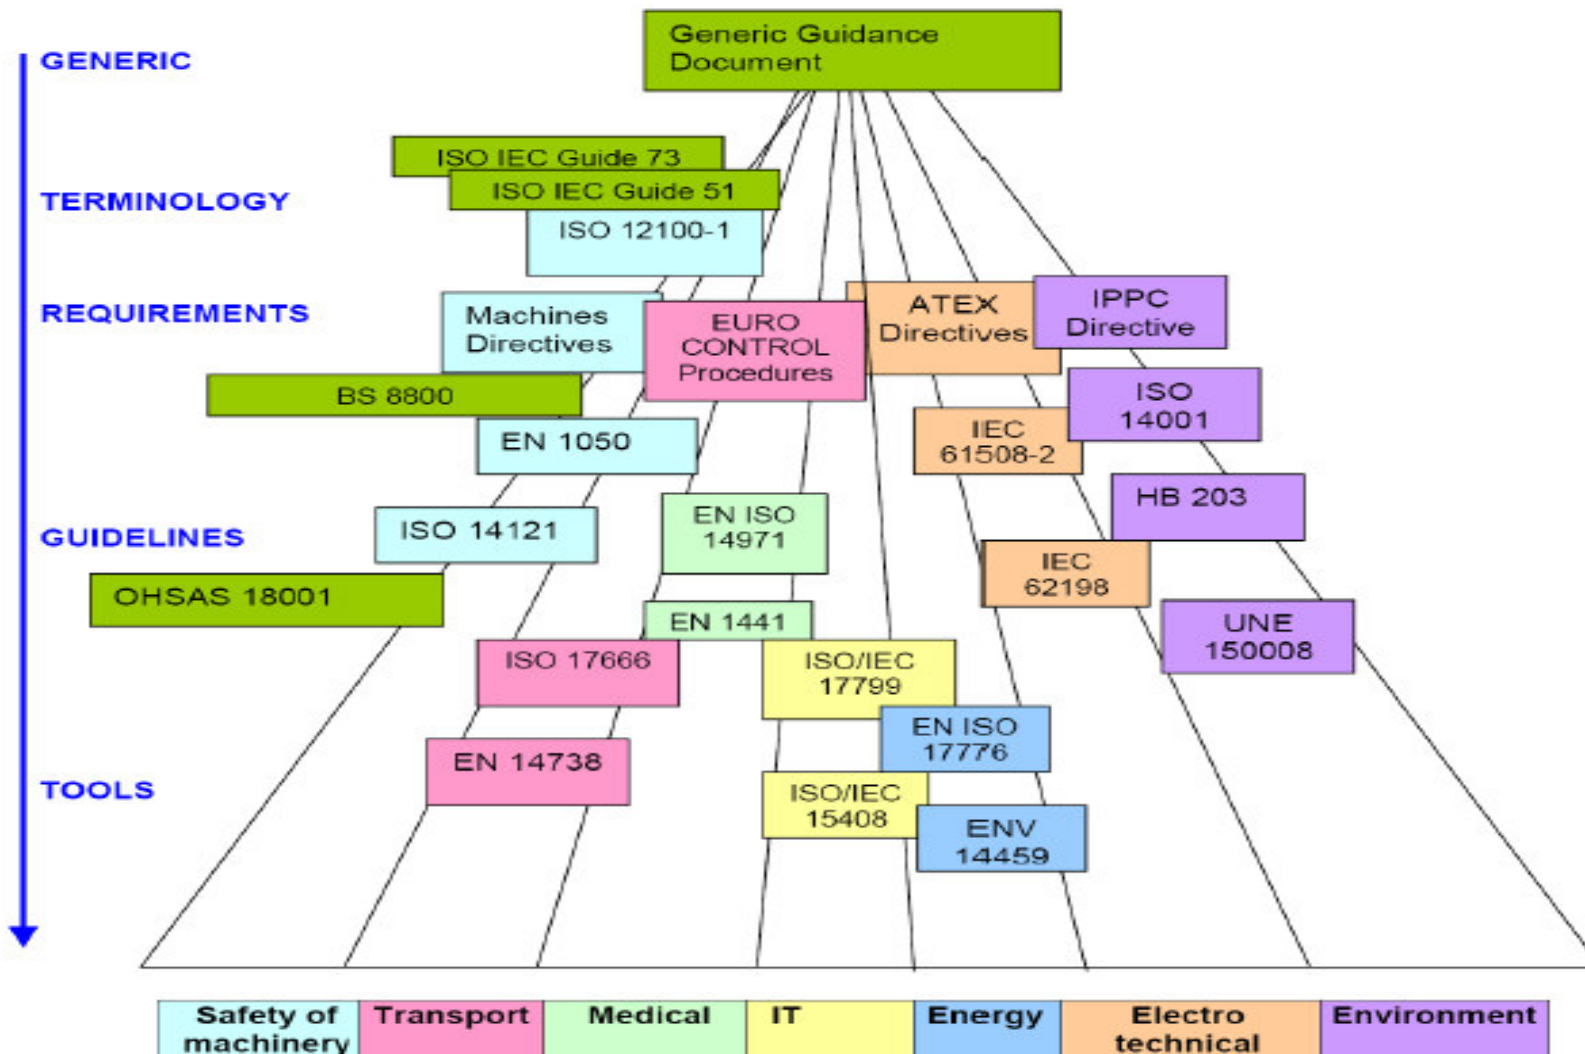 Generic Guidance
Document
GENERIC
ISO IEC Guide 73
ISO IEC Guide 51
TERMINOLOGY
ISO 12100-1
REQUIREMENTS
Machines
Directives
EURO
CONTROL
Procedures
ATEX
Directives
IPPC
Directive
BS 8800
EN 1050
IEC
61508-2
ISO
14001
GUIDELINES
ISO 14121
EN ISO
14971
HB 203
OHSAS 18001
IEC
62198
EN 1441
UNE
150008
ISO 17666
ISO/IEC
17799
EN ISO
17776
TOOLS
EN 14738
ISO/IEC
15408
ENV
14459
Safety of
machinery
Transport
Medical
IT
Energy
Electro
technical
Environment